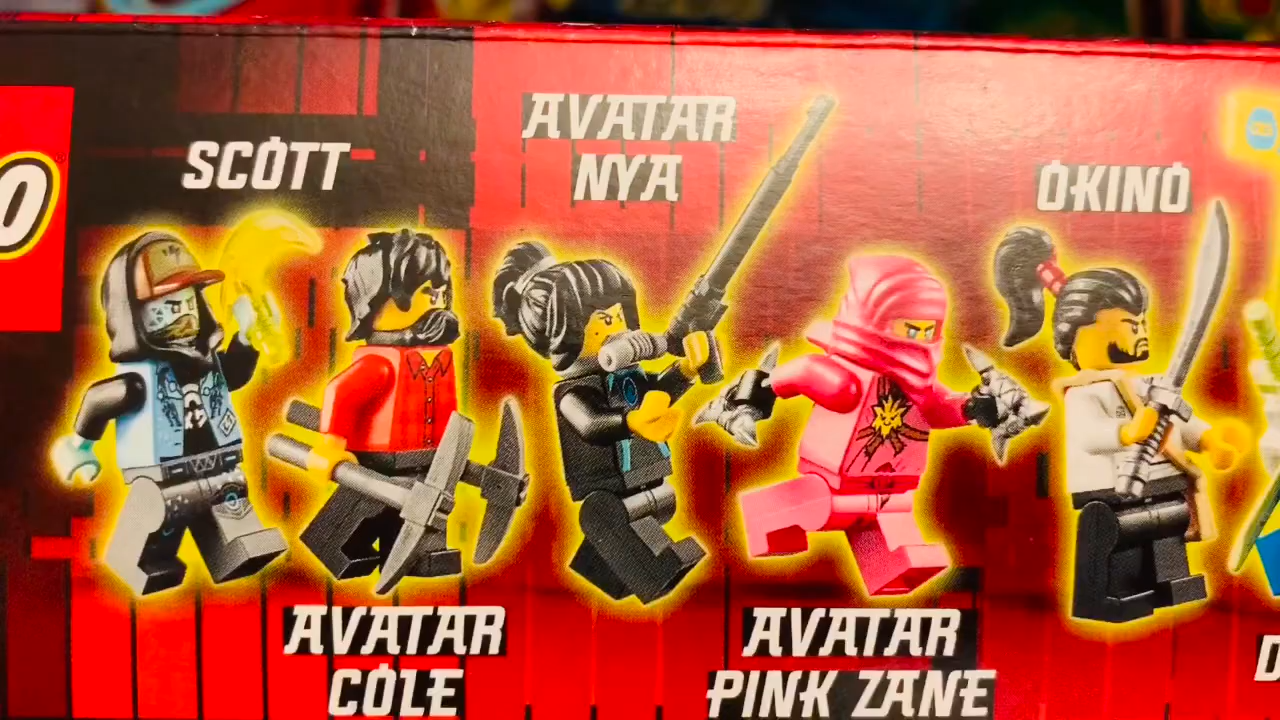 SCOTT
AVATAR
NYA
OKINO
AVATAR
COLE
AVATAR
PINK ZANE